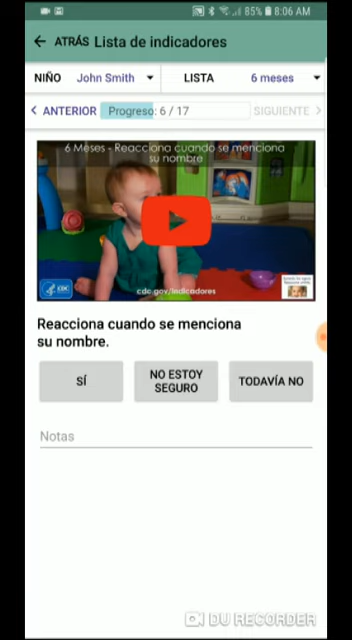 85% 8:06 AM
← ATRÁS Lista de indicadores
NIÑO John Smith LISTA 6 meses
< ANTERIOR Progreso: 6 / 17 SIGUIENTE >
6 Meses - Reacciona cuando se menciona
su nombre
CDC
cdc.gov/indicadores
Reacciona cuando se menciona
su nombre.
SÍ
NO ESTOY
SEGURO
TODAVÍA NO
Notas
DU RECORDER